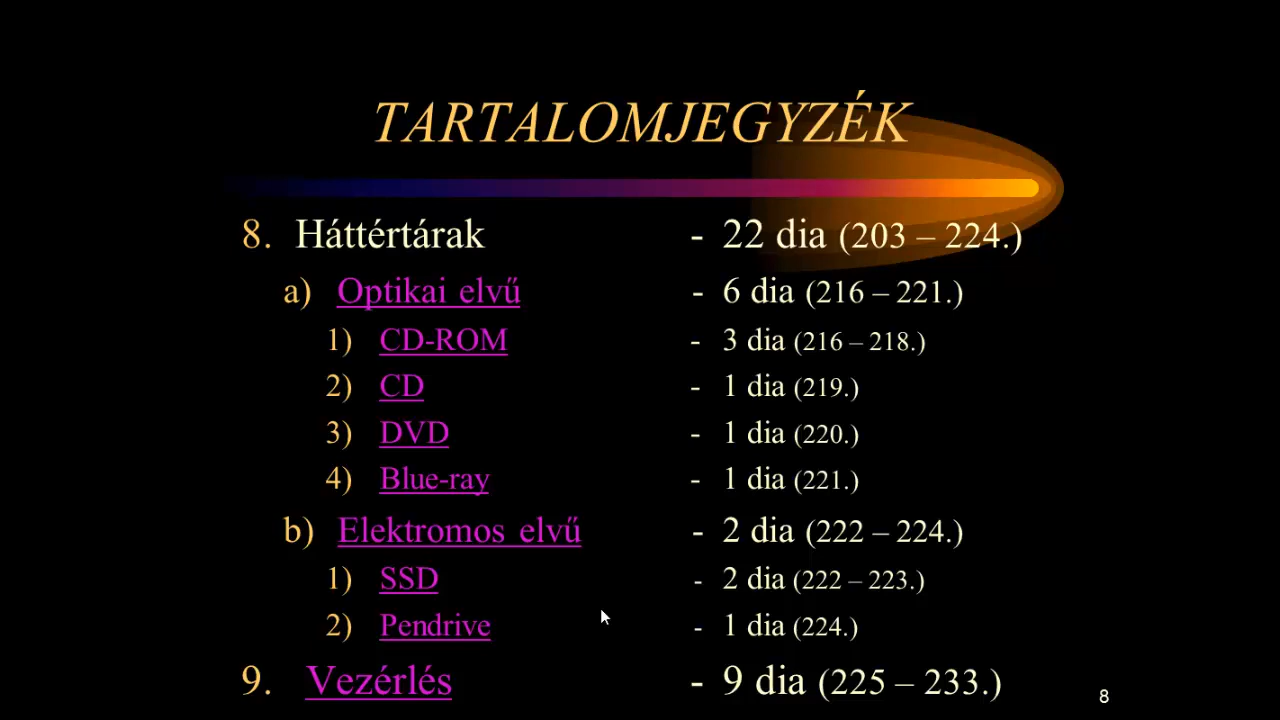 TARTALOMJEGYZÉK
8. Háttértárak - 22 dia (203 – 224.)
a) Optikai elvű - 6 dia (216 – 221.)
1) CD-ROM - 3 dia (216 – 218.)
2) CD - 1 dia (219.)
3) DVD - 1 dia (220.)
4) Blue-ray - 1 dia (221.)
b) Elektromos elvű - 2 dia (222 – 224.)
1) SSD - 2 dia (222 – 223.)
2) Pendrive - 1 dia (224.)
9. Vezérlés - 9 dia (225 – 233.)
8